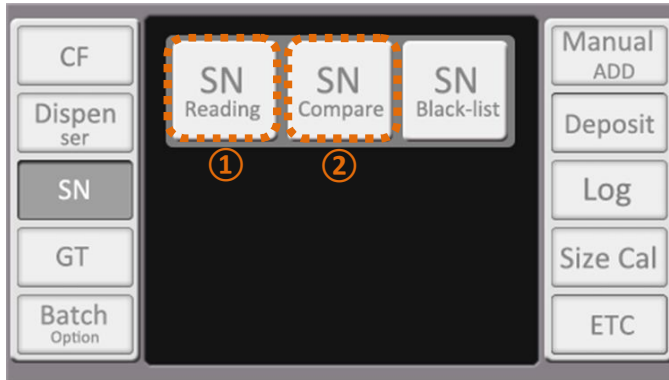 CF
Dispen
ser
SN
GT
Batch
Option
SN
Reading
SN
Compare
SN
Black-list
①
②
Manual
ADD
Deposit
Log
Size Cal
ETC